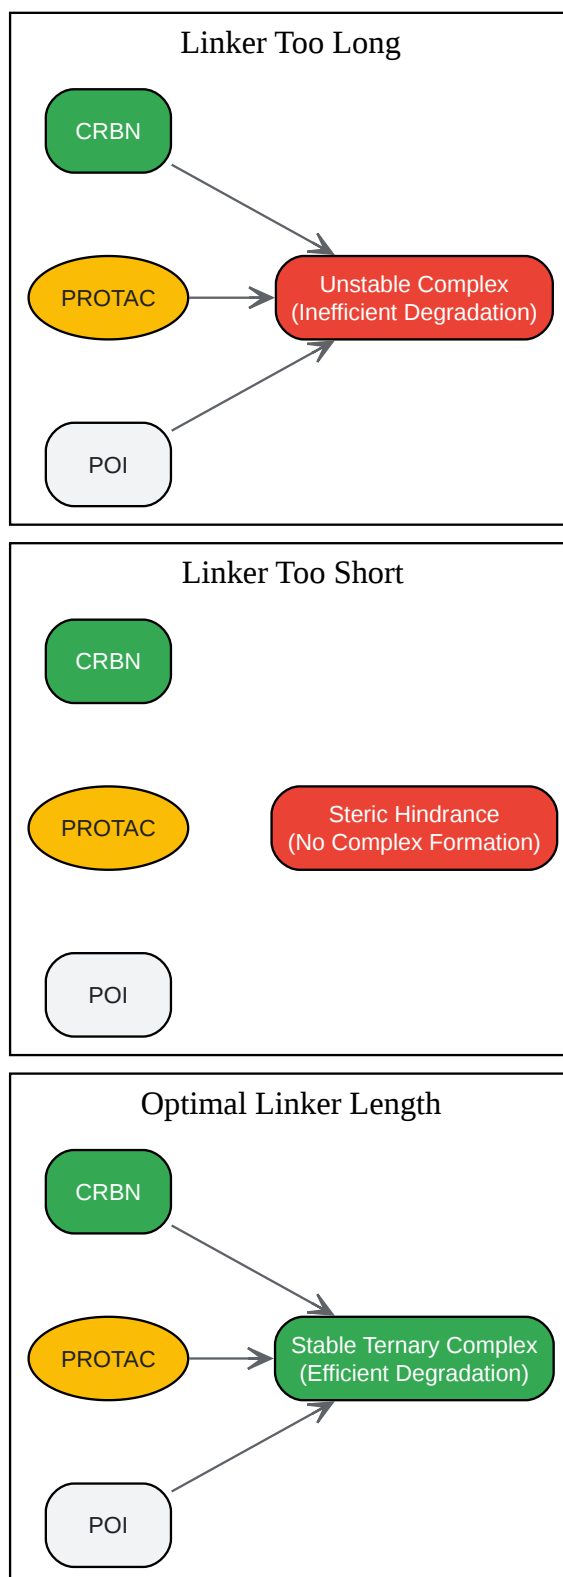 Linker Too Long
CRBN
PROTAC
Unstable Complex
(Inefficient Degradation)
POI
Linker Too Short
CRBN
PROTAC
Steric Hindrance
(No Complex Formation)
POI
Optimal Linker Length
CRBN
PROTAC
Stable Ternary Complex
(Efficient Degradation)
POI